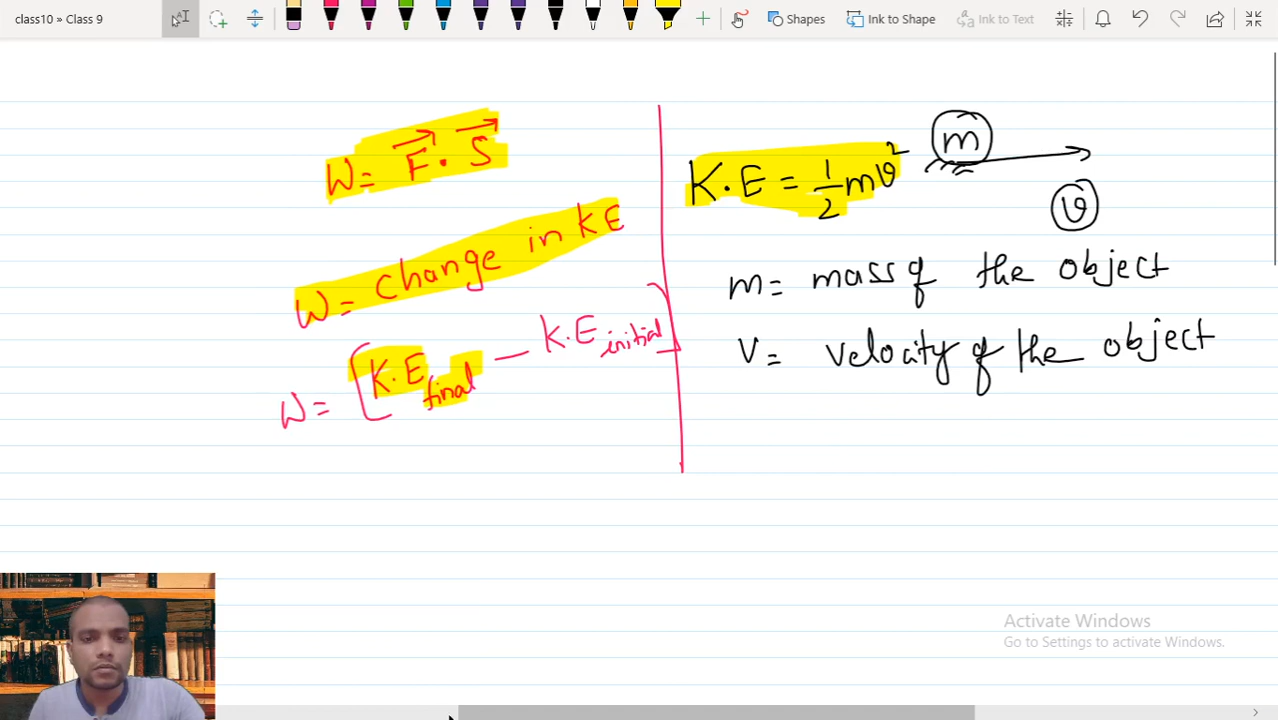 class10 » Class 9
Shapes
Ink to Shape
Ink to Text
W = F⃗ · S⃗
W = change in KE
W = [K.E final — K.E initial]
K.E = 1/2 mv²
m
v
m = mass of the object
v = velocity of the object
Activate Windows
Go to Settings to activate Windows.